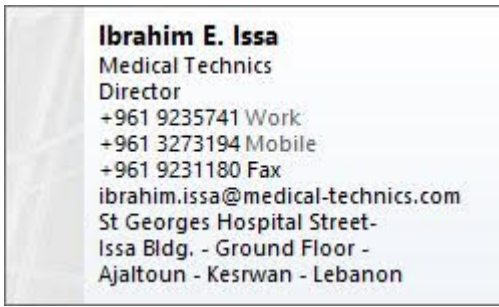 Ibrahim E. Issa
Medical Technics
Director
+961 9235741 Work
+961 3273194 Mobile
+961 9231180 Fax
ibrahim.issa@medical-technics.com
St Georges Hospital Street-
Issa Bldg. - Ground Floor -
Ajaltoun - Kesrwan - Lebanon